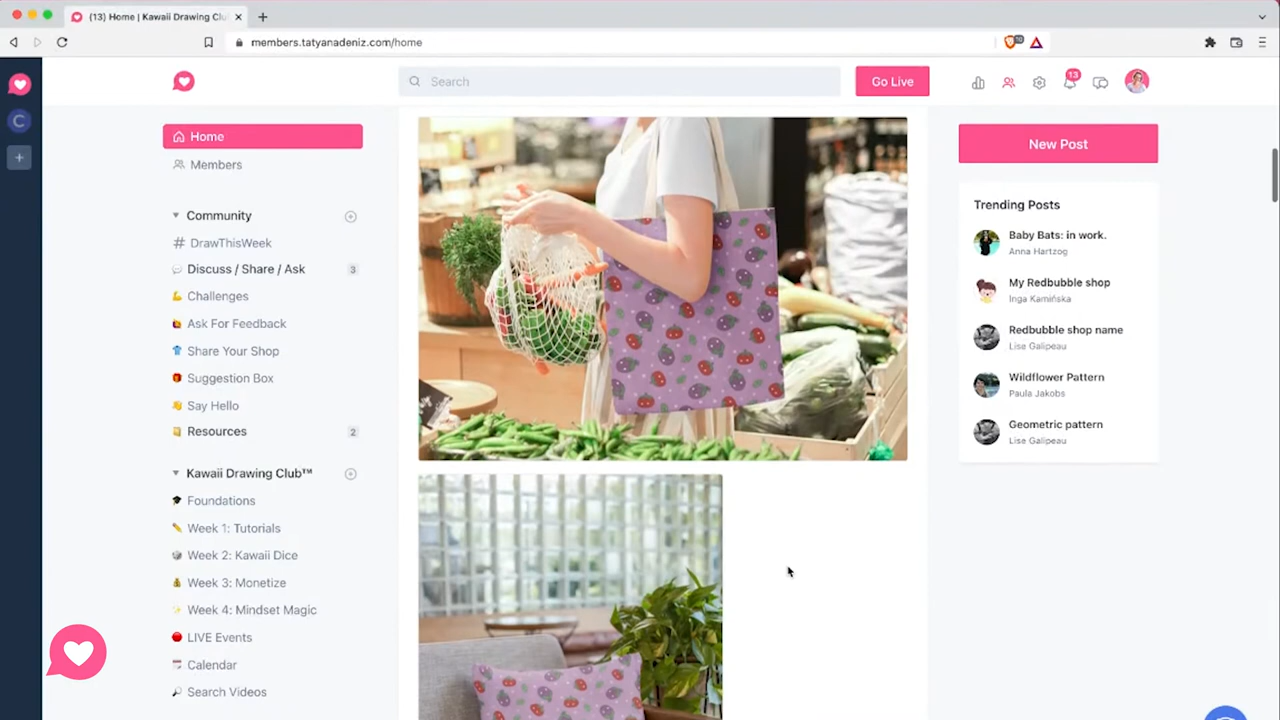 (13) Home | Kawaii Drawing Clu
members.tatyanadeniz.com/home
Search
Go Live
13
C
Home
Members
Community
# DrawThisWeek
Discuss / Share / Ask 3
Challenges
Ask For Feedback
Share Your Shop
Suggestion Box
Say Hello
Resources 2
Kawaii Drawing Club™
Foundations
Week 1: Tutorials
Week 2: Kawaii Dice
Week 3: Monetize
Week 4: Mindset Magic
LIVE Events
Calendar
Search Videos
New Post
Trending Posts
Baby Bats: in work.
Anna Hartzog
My Redbubble shop
Inga Kamińska
Redbubble shop name
Lise Galipeau
Wildflower Pattern
Paula Jakobs
Geometric pattern
Lise Galipeau